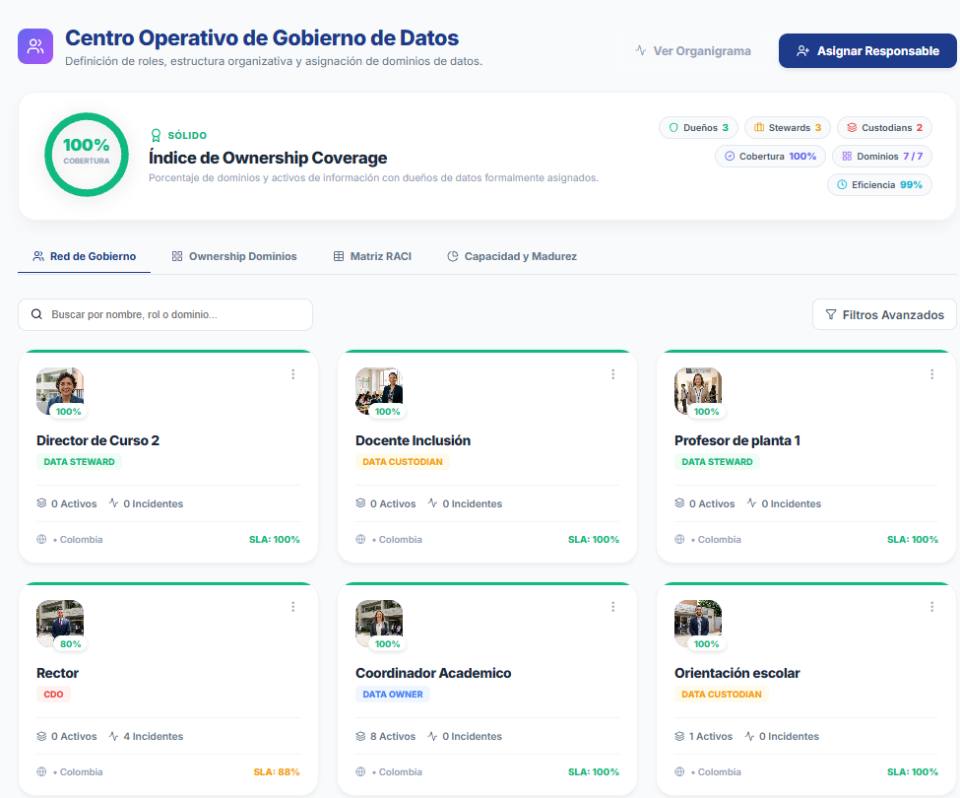 Centro Operativo de Gobierno de Datos
Definición de roles, estructura organizativa y asignación de dominios de datos.
Ver Organigrama
Asignar Responsable
100%
COBERTURA
SÓLIDO
Índice de Ownership Coverage
Porcentaje de dominios y activos de información con dueños de datos formalmente asignados.
Dueños 3
Stewards 3
Custodians 2
Cobertura 100%
Dominios 7 / 7
Eficiencia 99%
Red de Gobierno
Ownership Dominios
Matriz RACI
Capacidad y Madurez
Buscar por nombre, rol o dominio...
Filtros Avanzados
100%
Director de Curso 2
DATA STEWARD
0 Activos
0 Incidentes
• Colombia
SLA: 100%
100%
Docente Inclusión
DATA CUSTODIAN
0 Activos
0 Incidentes
• Colombia
SLA: 100%
100%
Profesor de planta 1
DATA STEWARD
0 Activos
0 Incidentes
• Colombia
SLA: 100%
80%
Rector
CDO
0 Activos
4 Incidentes
• Colombia
SLA: 88%
100%
Coordinador Academico
DATA OWNER
8 Activos
0 Incidentes
• Colombia
SLA: 100%
100%
Orientación escolar
DATA CUSTODIAN
1 Activos
0 Incidentes
• Colombia
SLA: 100%